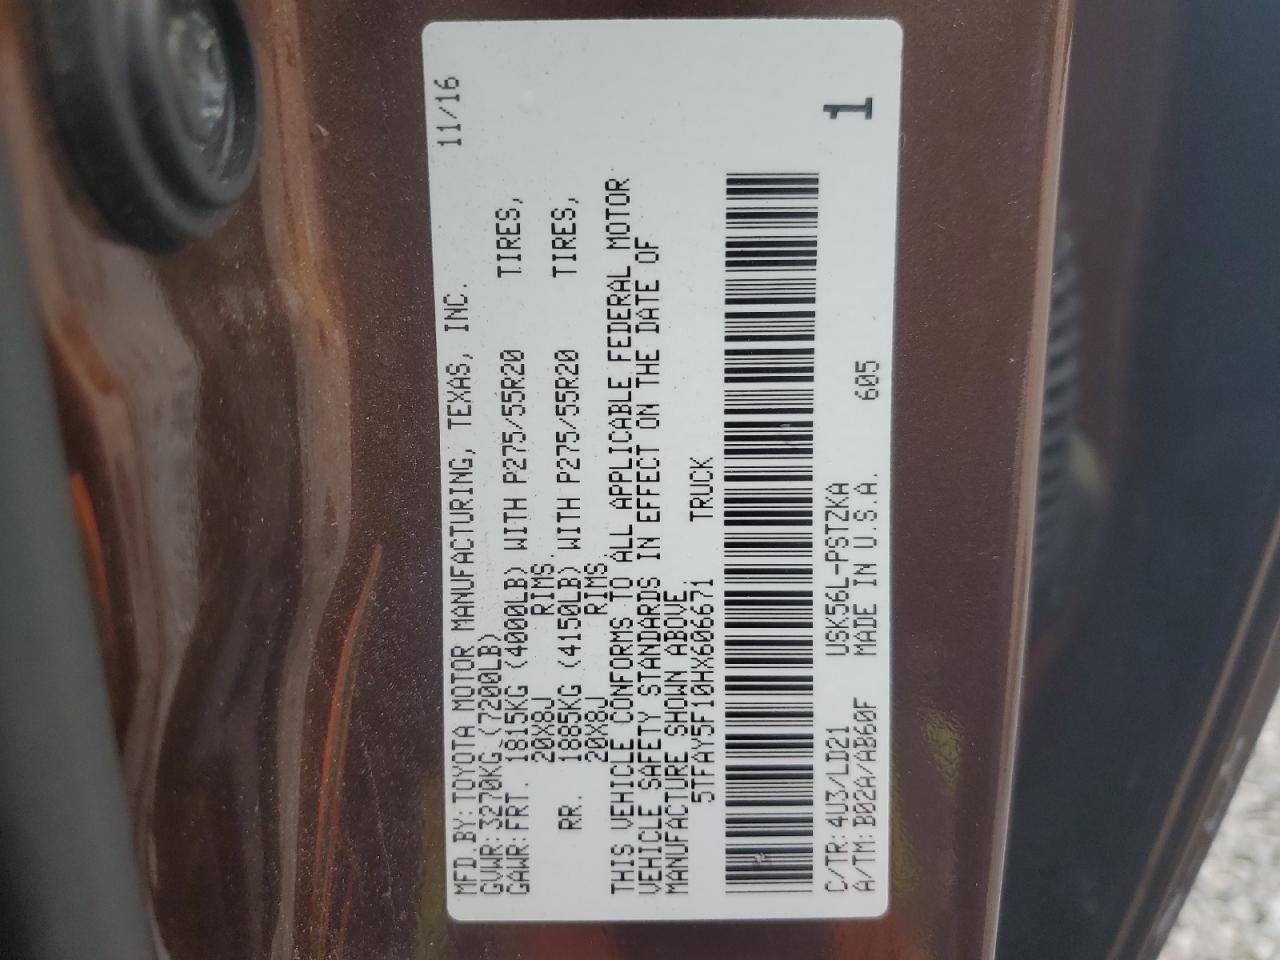 MFD.BY:TOYOTA MOTOR MANUFACTURING, TEXAS, INC. 11/16
GVWR:3270KG (7200LB)
GAWR:FRT. 1815KG (4000LB) WITH P275/55R20 TIRES,
20X8J RIMS.
RR. 1885KG (4150LB) WITH P275/55R20 TIRES,
20X8J RIMS.
THIS VEHICLE CONFORMS TO ALL APPLICABLE FEDERAL MOTOR
VEHICLE SAFETY STANDARDS IN EFFECT ON THE DATE OF
MANUFACTURE SHOWN ABOVE.
5TFAY5F10HX606671 TRUCK
C/TR:4U3/LD21 USK56L-PSTZKA 605 1
A/TM:B02A/AB60F MADE IN U.S.A.